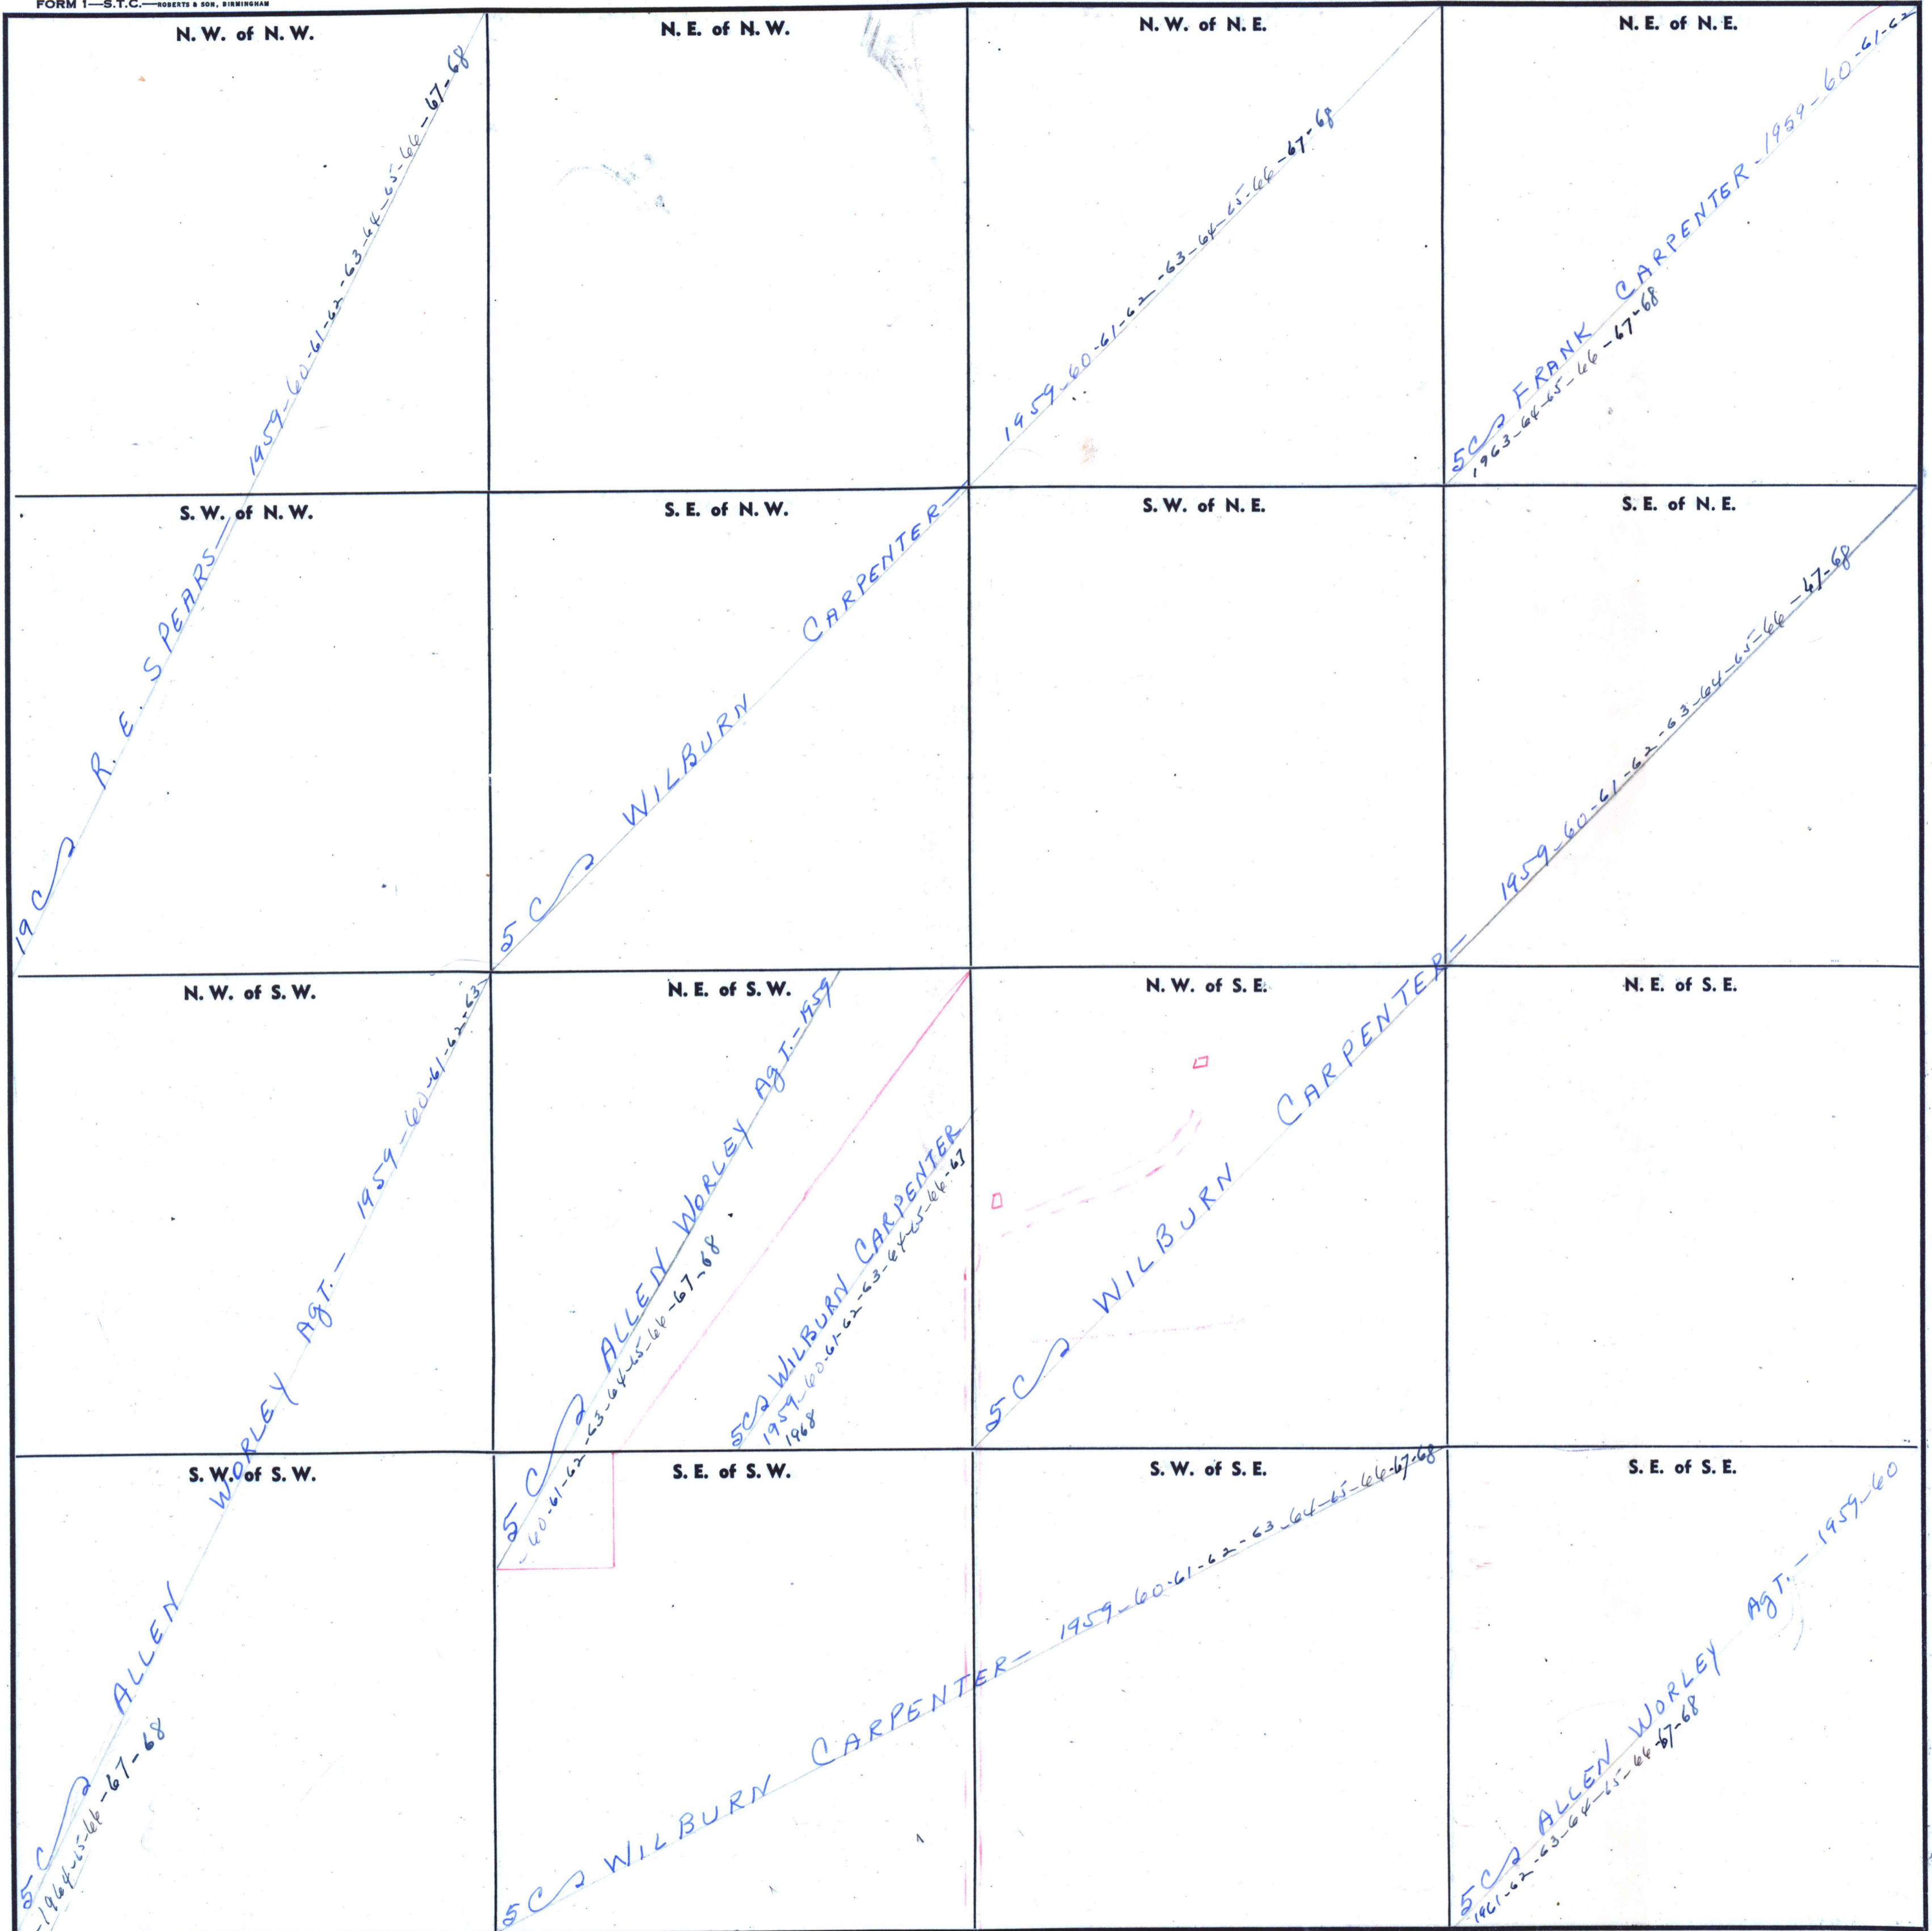 FORM 1—S.T.C.—ROBERTS & SON, BIRMINGHAM
N. W. of N. W.
N. E. of N. W.
N. W. of N. E.
N. E. of N. E.
19C R. E. SPEARS— 1959-60-61-62-63-64-65-66-67-68
5C WILBURN CARPENTER— 1959-60-61-62-63-64-65-66-67-68
5C FRANK CARPENTER-1959-60-61-62
1963-64-65-66-67-68
S. W. of N. W.
S. E. of N. W.
S. W. of N. E.
S. E. of N. E.
5C WILBURN CARPENTER— 1959-60-61-62-63-64-65-66-67-68
N. W. of S. W.
N. E. of S. W.
N. W. of S. E.
N. E. of S. E.
5C ALLEN WORLEY AgT.— 1959-60-61-62-63
-1964-65-66-67-68
5C ALLEN WORLEY AgT.-1959
-60-61-62-63-64-65-66-67-68
5C WILBURN CARPENTER
1959-60-61-62-63-64-65-66-67
1968
S. W. of S. W.
S. E. of S. W.
S. W. of S. E.
S. E. of S. E.
5C WILBURN CARPENTER— 1959-60-61-62-63-64-65-66-67-68
5C ALLEN WORLEY AgT.— 1959-60
1961-62-63-64-65-66-67-68